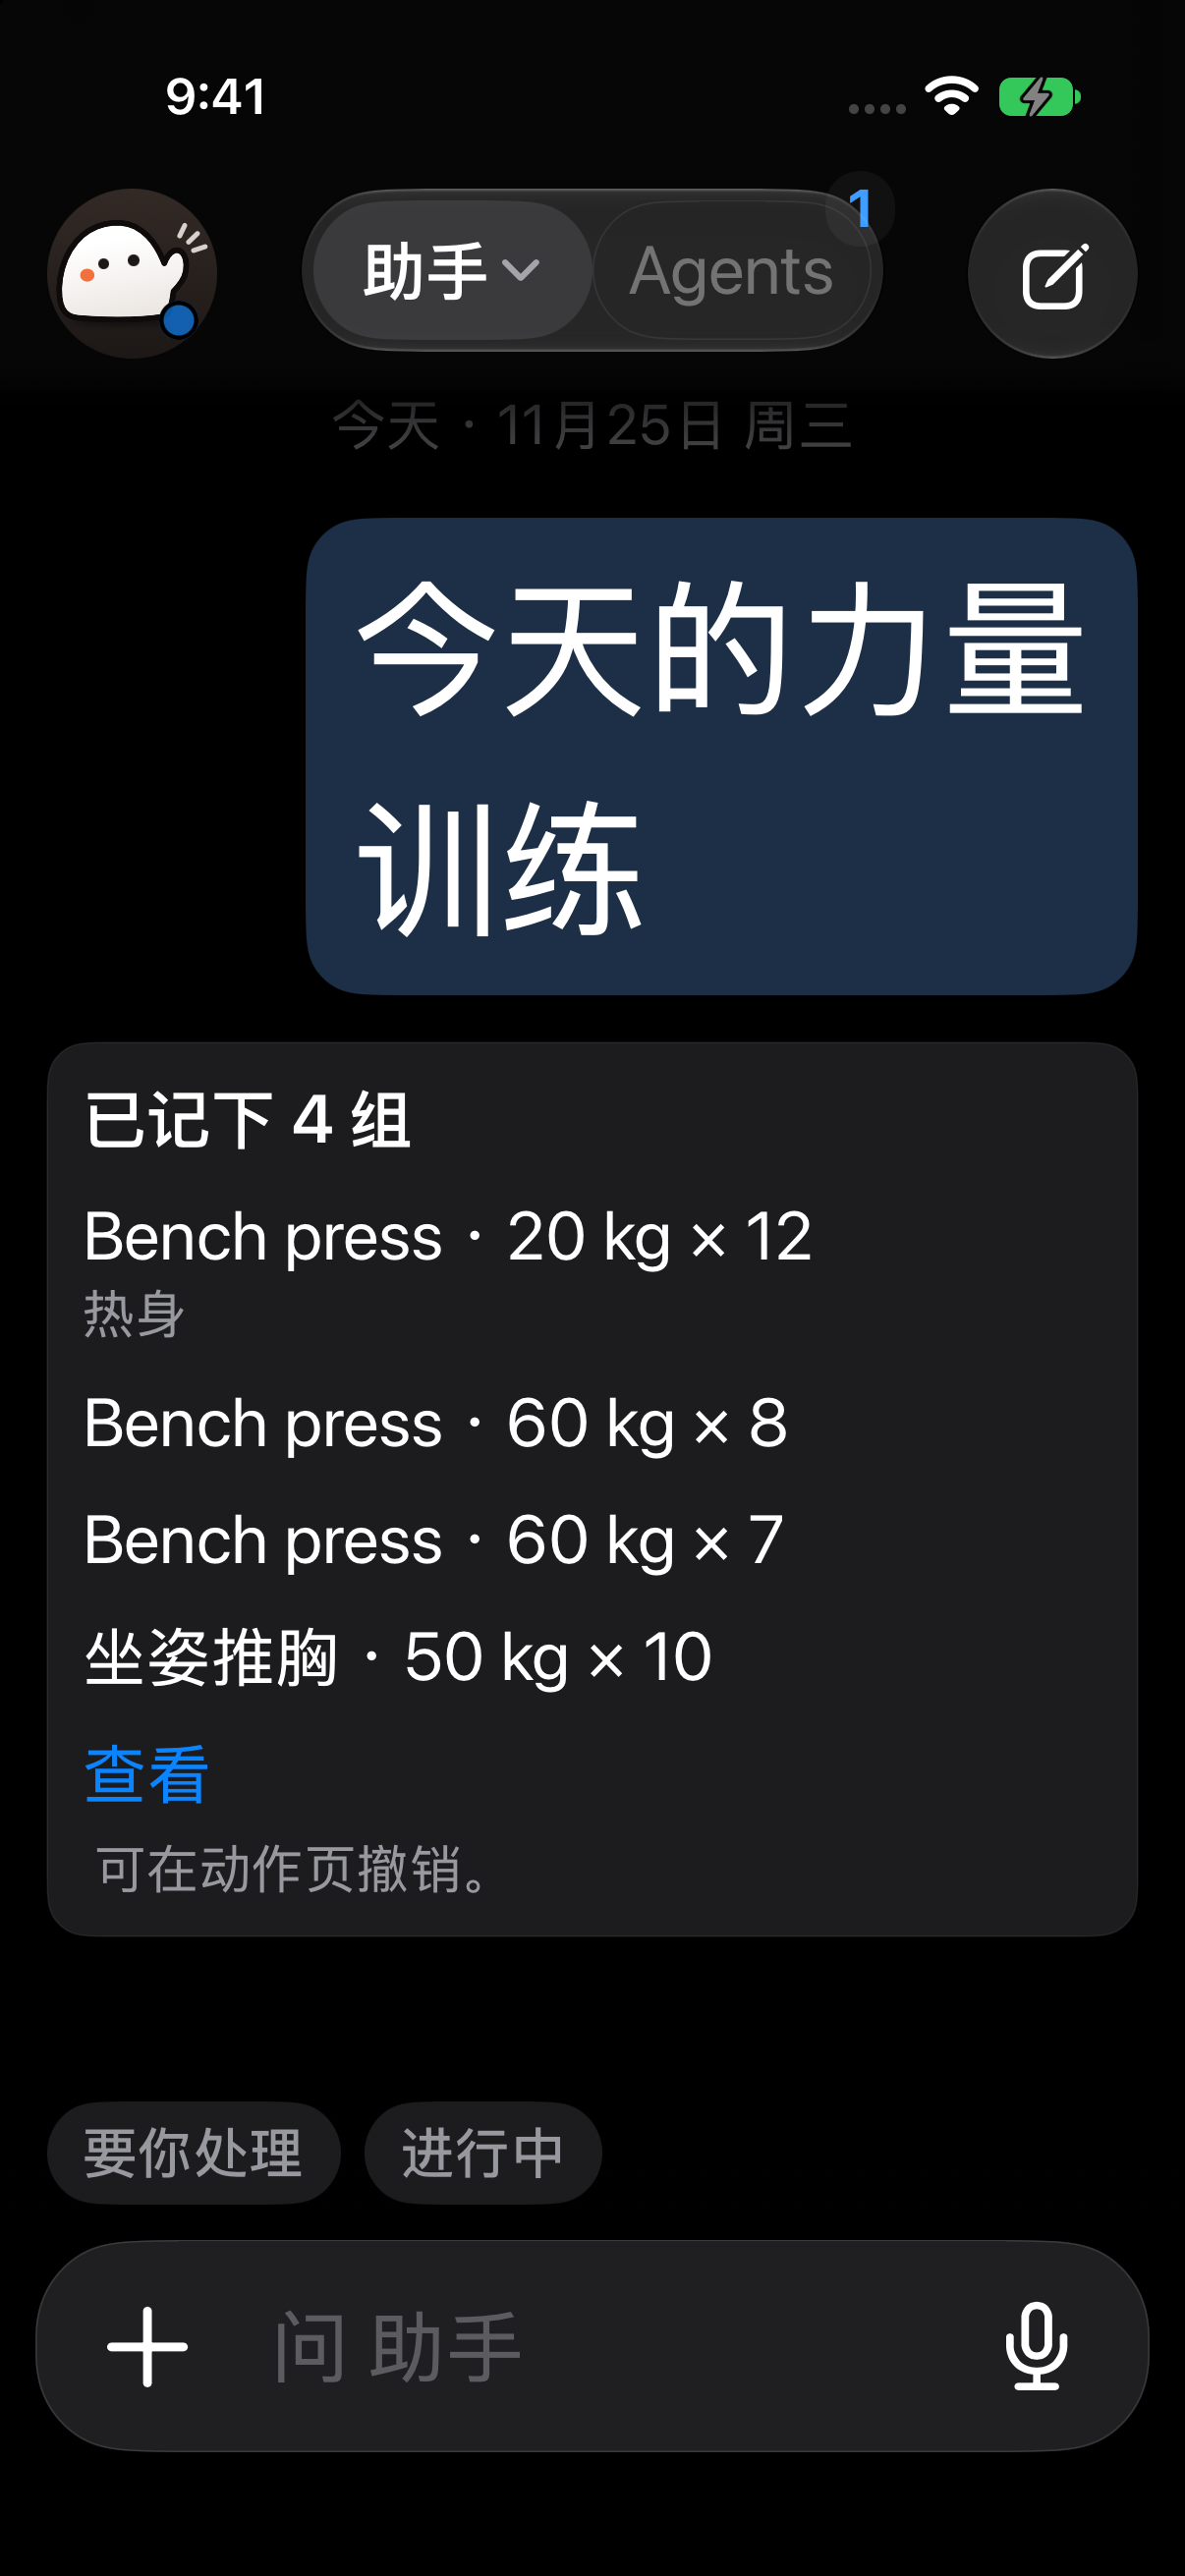 9:41
助手
Agents
1
今天 · 11月25日 周三
今天的力量
训练
已记下 4 组
Bench press · 20 kg × 12
热身
Bench press · 60 kg × 8
Bench press · 60 kg × 7
坐姿推胸 · 50 kg × 10
查看
可在动作页撤销。
要你处理
进行中
问 助手